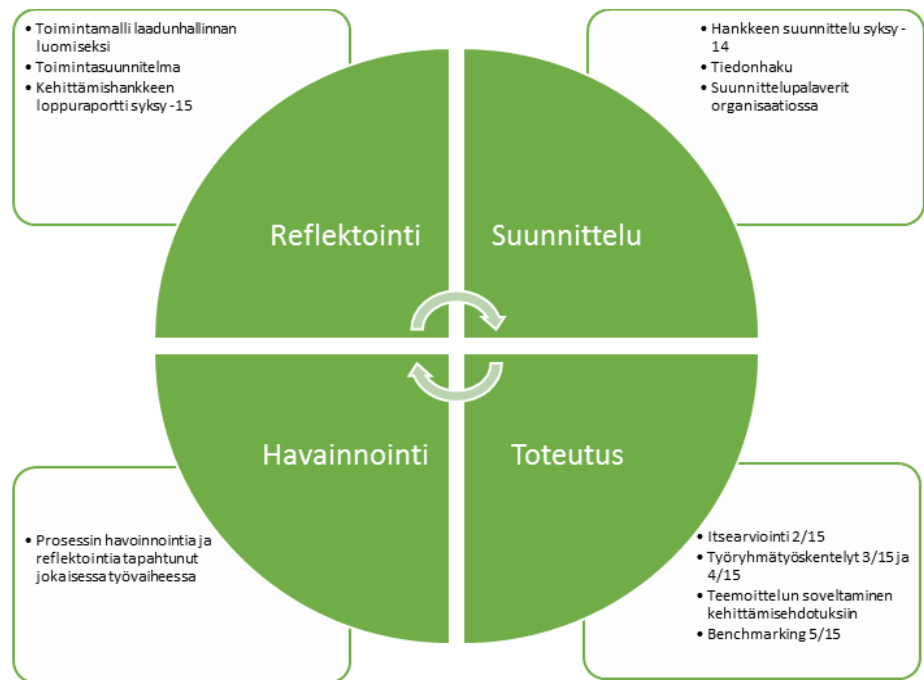 • Toimintamalli laadunhallinnan
luomiseksi
• Toimintasuunnitelma
• Kehittämishankkeen
loppuraportti syksy -15
• Hankkeen suunnittelu syksy -
14
• Tiedonhaku
• Suunnittelupalaverit
organisaatiossa
Reflektointi
Suunnittelu
Havainnointi
Toteutus
• Prosessin havoinnointia ja
reflektointia tapahtunut
jokaisessa työvaiheessa
• Itsearviointi 2/15
• Työryhmätyöskentelyt 3/15 ja
4/15
• Teemoittelun soveltaminen
kehittämisehdotuksiin
• Benchmarking 5/15